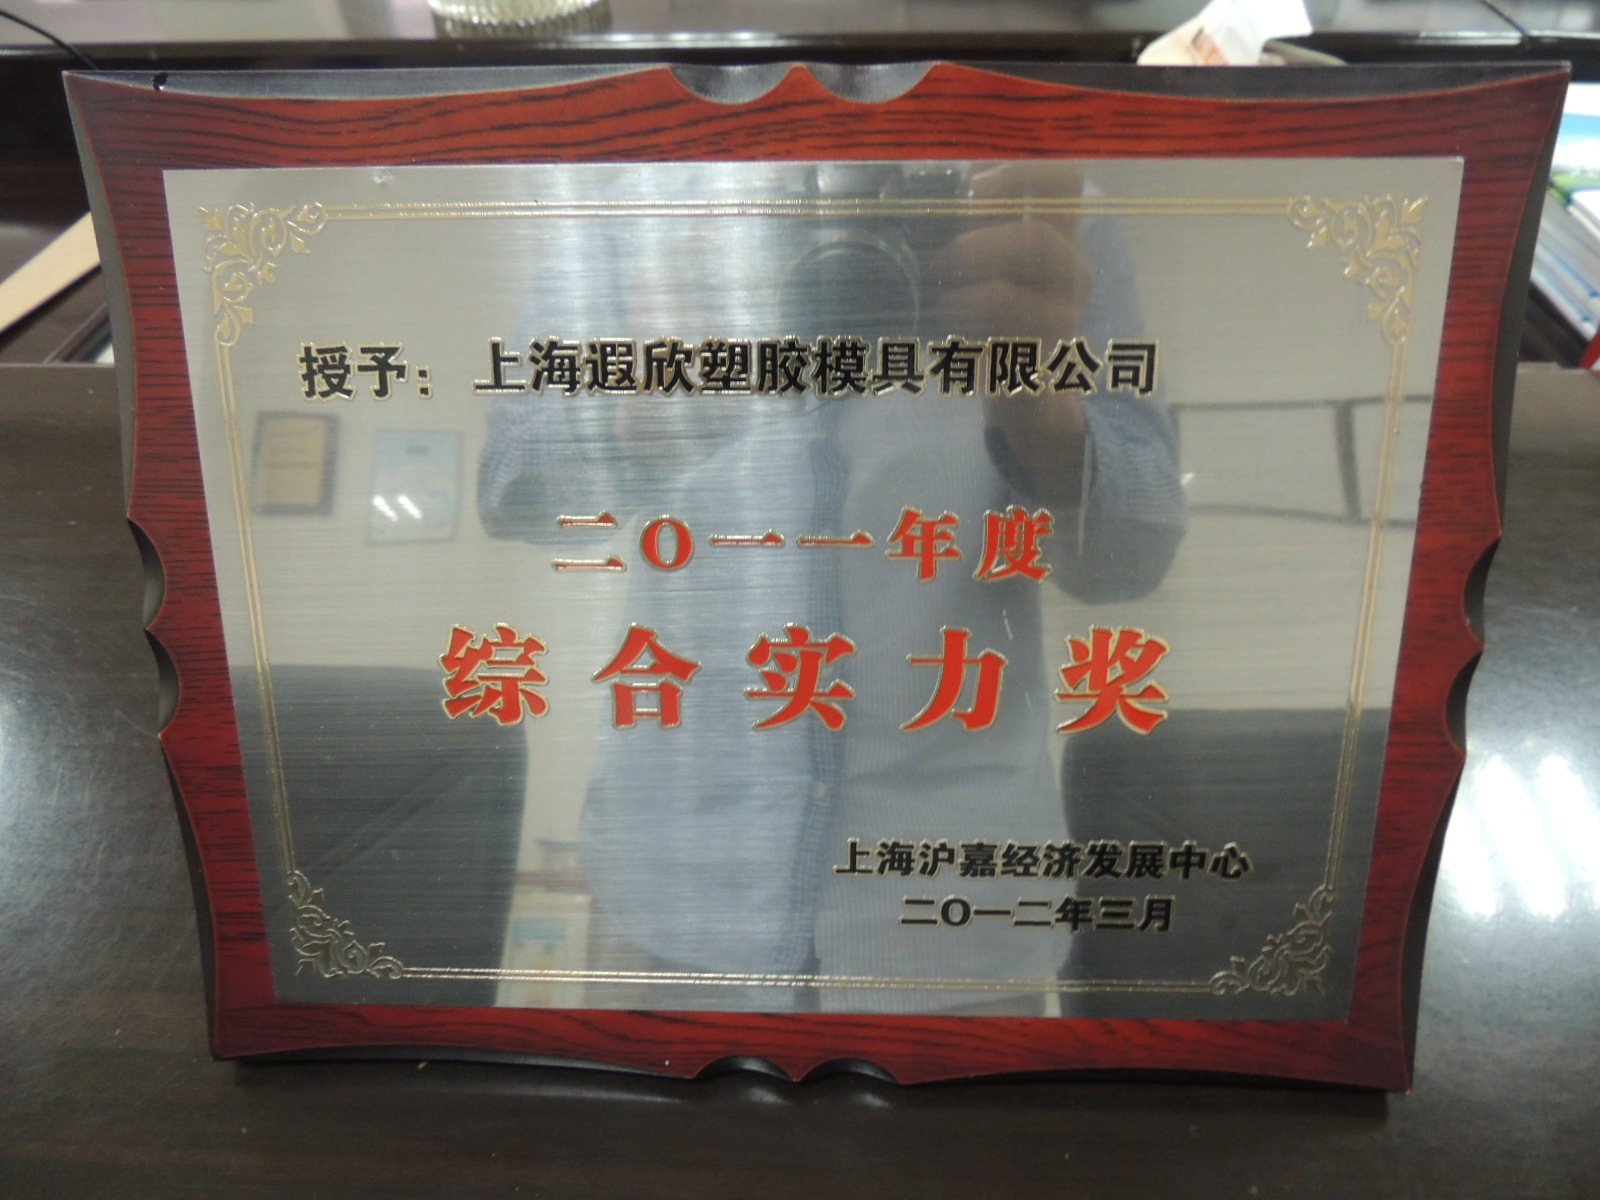 授予：上海遐欣塑胶模具有限公司
二〇一一年度
综合实力奖
上海沪嘉经济发展中心
二〇一二年三月